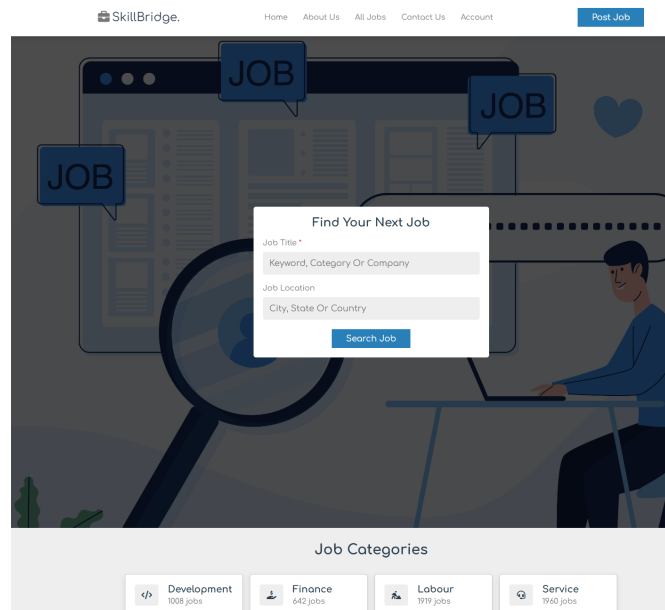 SkillBridge.
Home About Us All Jobs Contact Us Account
Post Job
JOB
JOB
JOB
Find Your Next Job
Job Title *
Keyword, Category Or Company
Job Location
City, State Or Country
Search Job
Job Categories
</> Development
1008 jobs
Finance
642 jobs
Labour
1919 jobs
Service
1960 jobs